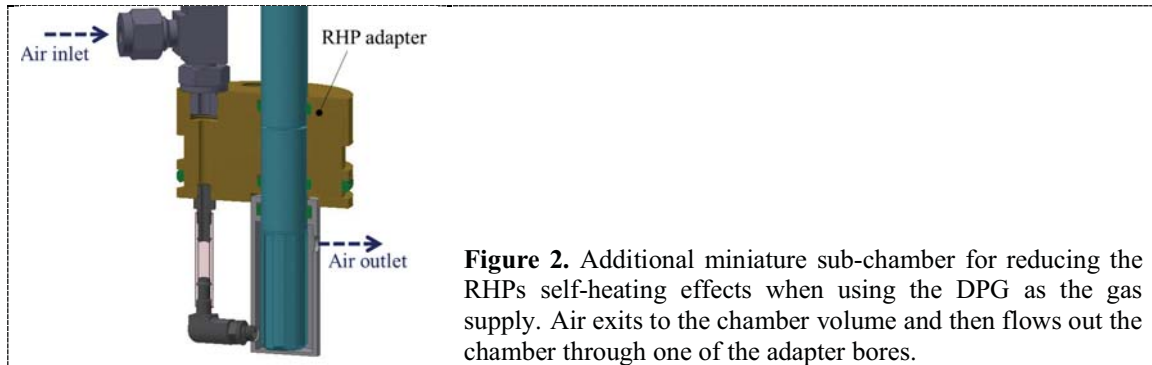 RHP adapter
Air inlet
Air outlet
Figure 2. Additional miniature sub-chamber for reducing the
RHPs self-heating effects when using the DPG as the gas
supply. Air exits to the chamber volume and then flows out the
chamber through one of the adapter bores.